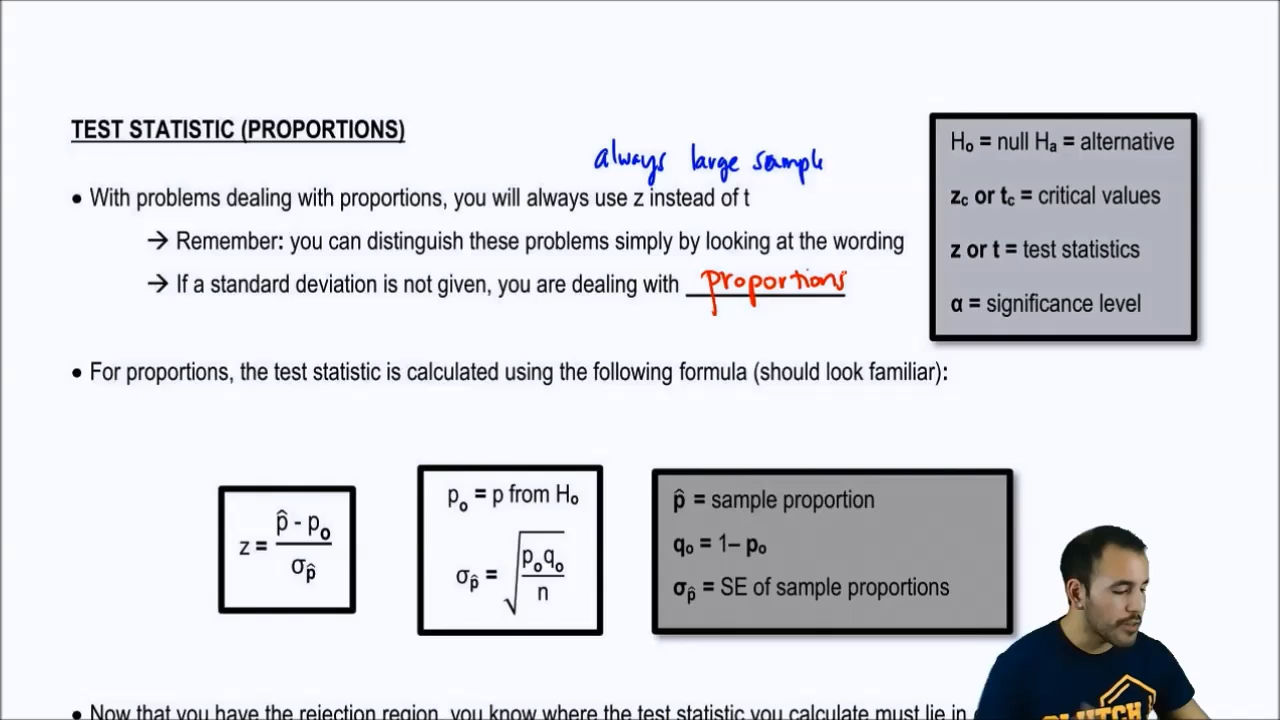 TEST STATISTIC (PROPORTIONS)
always large sample
● With problems dealing with proportions, you will always use z instead of t
→ Remember: you can distinguish these problems simply by looking at the wording
→ If a standard deviation is not given, you are dealing with proportions
H₀ = null Hₐ = alternative
z꜀ or t꜀ = critical values
z or t = test statistics
α = significance level
● For proportions, the test statistic is calculated using the following formula (should look familiar):
z = (p̂ - p₀) / σp̂
p₀ = p from H₀
σp̂ = √(p₀q₀ / n)
p̂ = sample proportion
q₀ = 1– p₀
σp̂ = SE of sample proportions
● Now that you have the rejection region, you know where the test statistic you calculate must lie in
CLUTCH